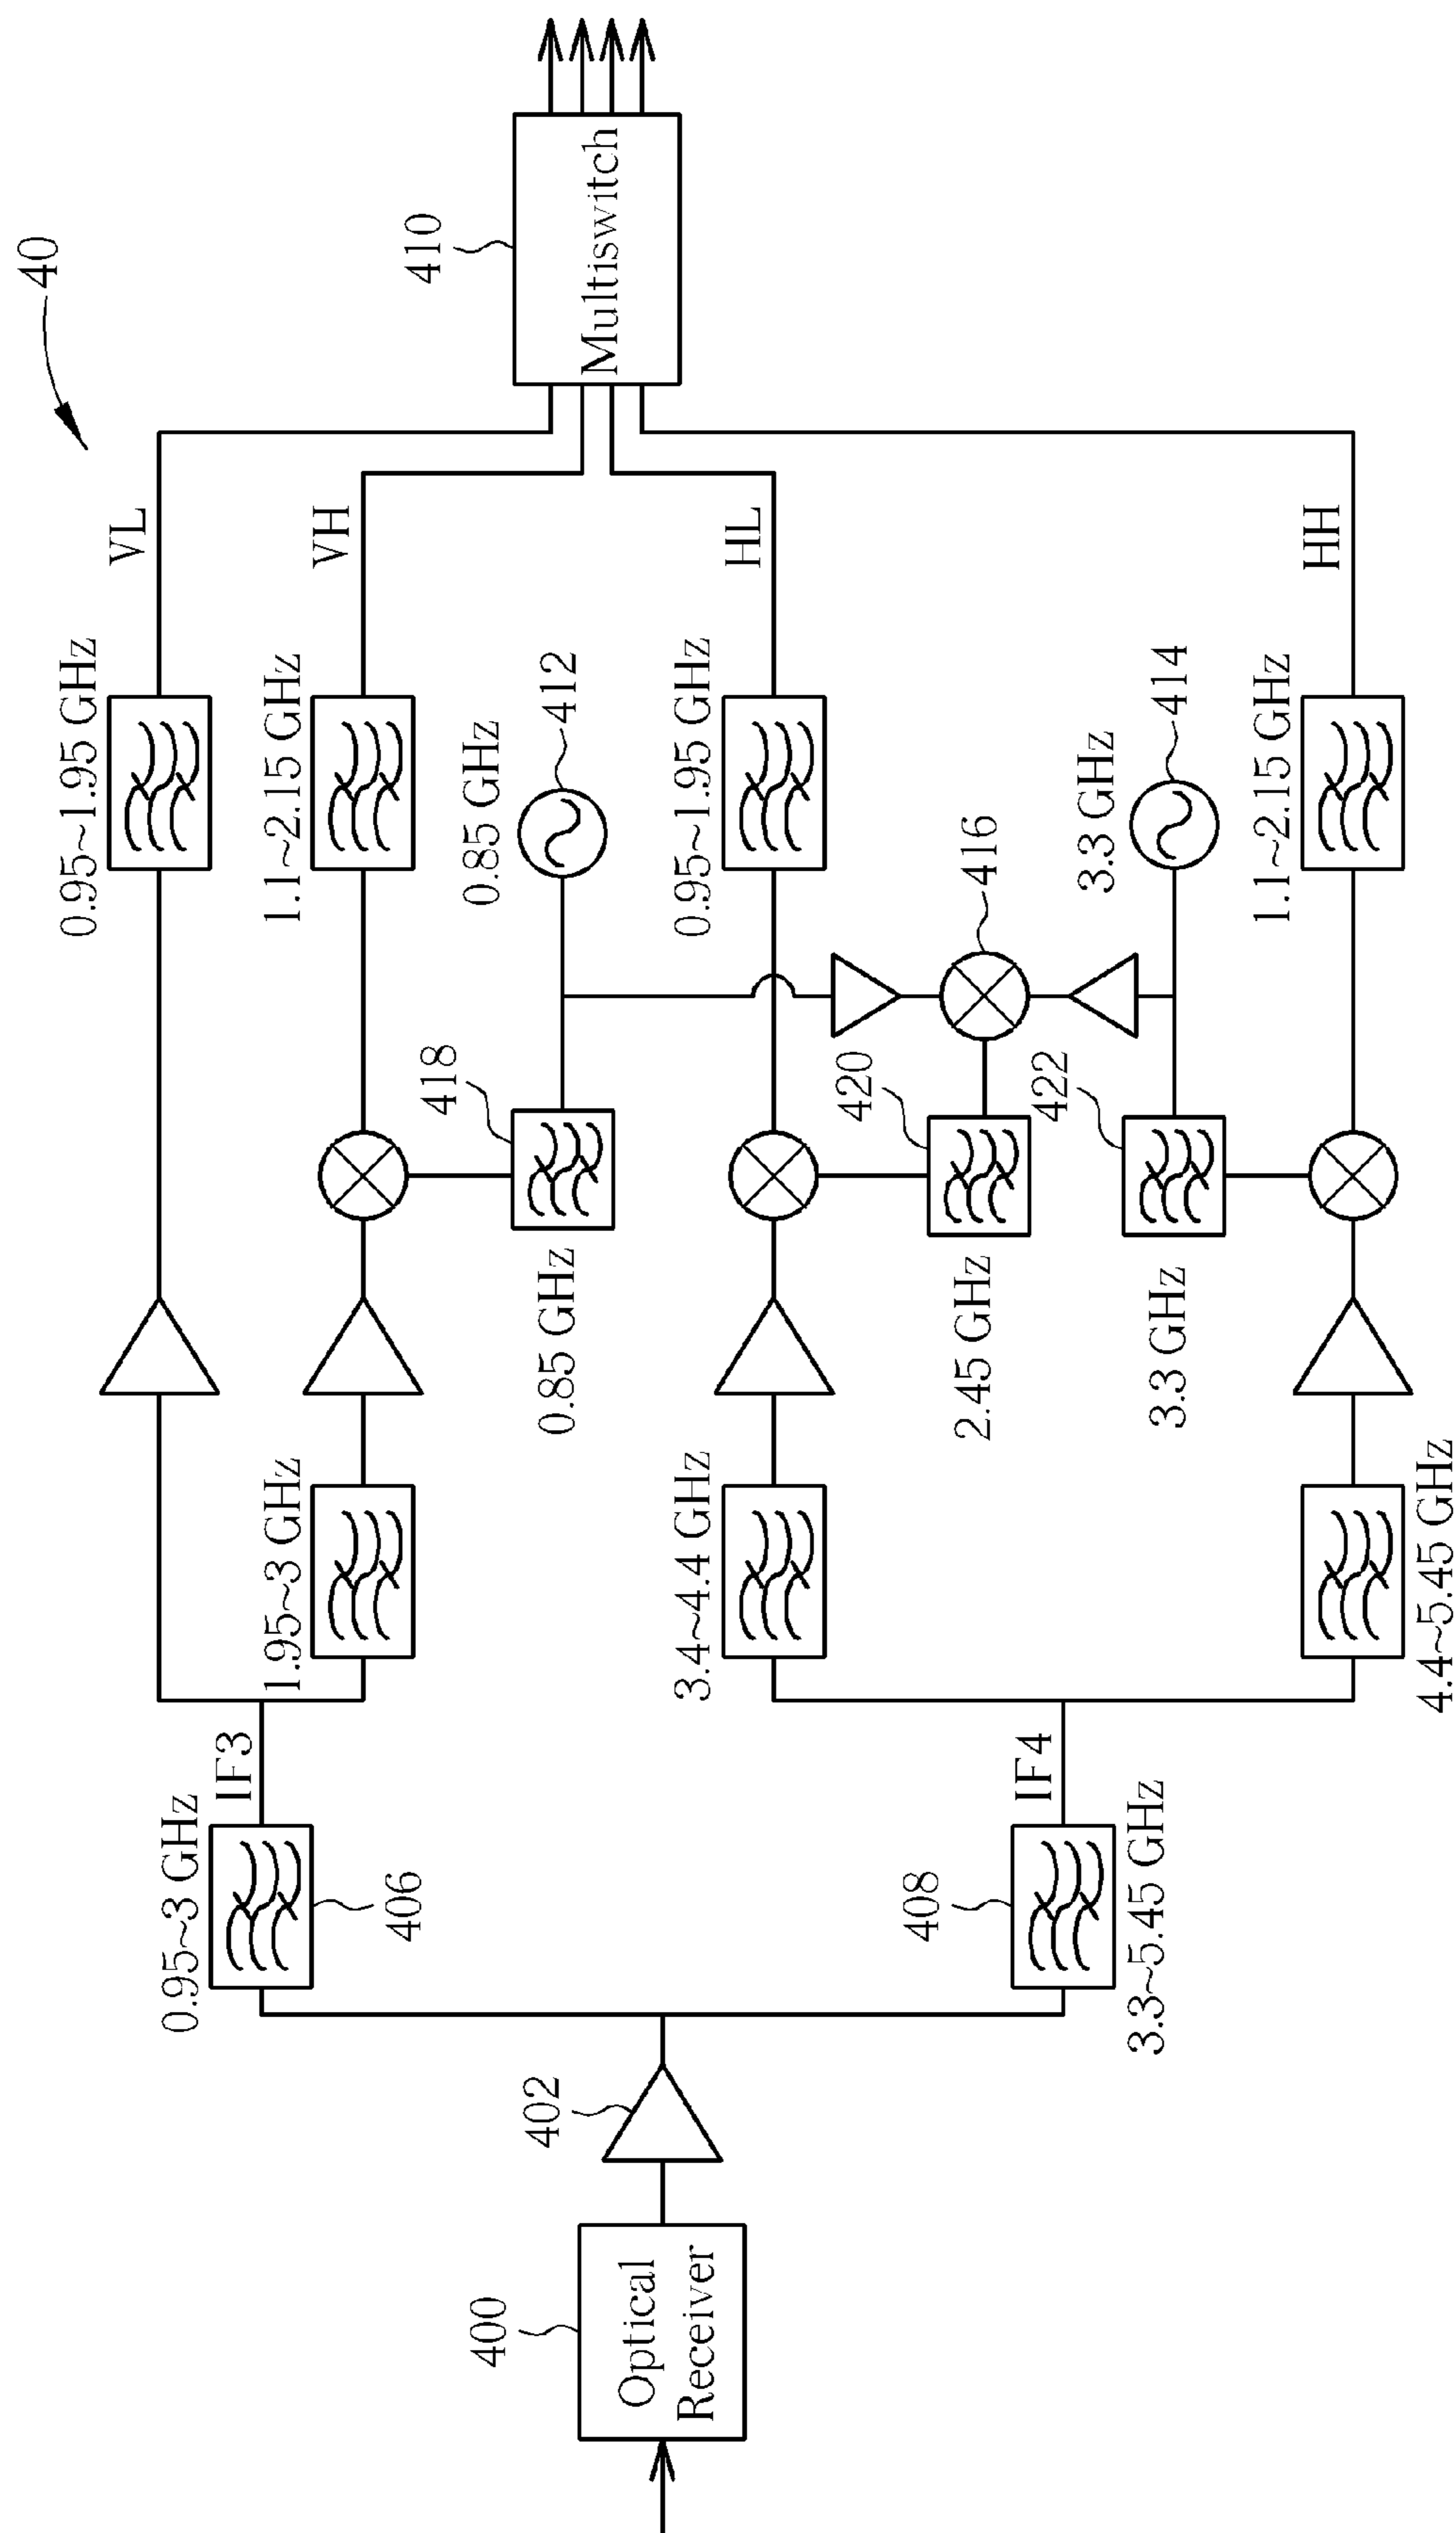 40
Optical
Receiver
400
402
0.95~3 GHz
406
IF3
408
3.3~5.45 GHz
IF4
1.95~3 GHz
3.4~4.4 GHz
4.4~5.45 GHz
0.95~1.95 GHz
VL
1.1~2.15 GHz
VH
418
0.85 GHz
0.85 GHz
412
0.95~1.95 GHz
HL
420
2.45 GHz
416
422
3.3 GHz
3.3 GHz
414
1.1~2.15 GHz
HH
410
Multiswitch